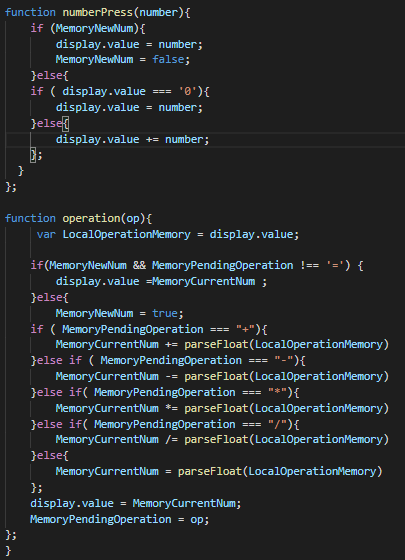 function numberPress(number){
    if (MemoryNewNum){
        display.value = number;
        MemoryNewNum = false;
    }else{
    if ( display.value === '0'){
        display.value = number;
    }else{
        display.value += number;
    };
  }
};

function operation(op){
     var LocalOperationMemory = display.value;

    if(MemoryNewNum && MemoryPendingOperation !== '=') {
        display.value =MemoryCurrentNum ;
    }else{
        MemoryNewNum = true;
    if ( MemoryPendingOperation === "+"){
        MemoryCurrentNum += parseFloat(LocalOperationMemory)
    }else if ( MemoryPendingOperation === "-"){
        MemoryCurrentNum -= parseFloat(LocalOperationMemory)
    }else if( MemoryPendingOperation === "*"){
        MemoryCurrentNum *= parseFloat(LocalOperationMemory)
    }else if( MemoryPendingOperation === "/"){
        MemoryCurrentNum /= parseFloat(LocalOperationMemory)
    }else{
        MemoryCurrentNum = parseFloat(LocalOperationMemory)
    };
    display.value = MemoryCurrentNum;
    MemoryPendingOperation = op;
};
}